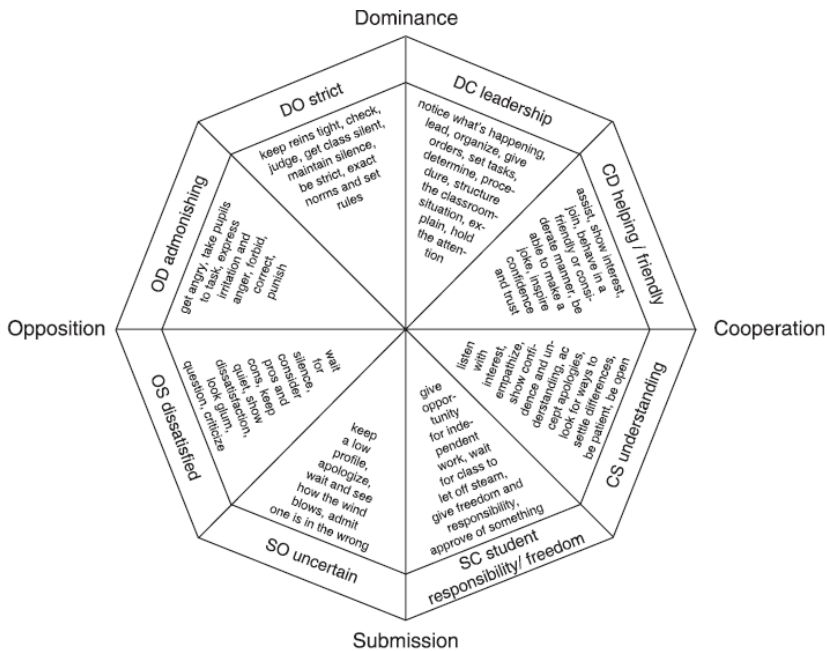 Dominance
DO strict
keep reins tight, check,
judge, get class silent,
maintain silence,
be strict, exact
norms and set
rules
DC leadership
notice what's happening,
lead, organize, give
orders, set tasks,
determine, proce-
dure, structure
the classroom-
situation, ex-
plain, hold
the atten-
tion
OD admonishing
get angry, take pupils
to task, express
irritation and
anger, forbid,
correct,
punish
CD helping / friendly
assist, show interest,
join, behave in a
friendly or consi-
derate manner, be
able to make a
joke, inspire
confidence
and trust
Opposition
Cooperation
OS dissatisfied
wait
for
silence,
consider
pros and
cons, keep
quiet, show
dissatisfaction,
look glum,
question, criticize
CS understanding
listen
with
interest,
empathize,
show confi-
dence and un-
derstanding, ac
cept apologies,
look for ways to
settle differences,
be patient, be open
keep
a low
profile,
apologize,
wait and see
how the wind
blows, admit
one is in the wrong
SO uncertain
give
oppor-
tunity
for inde-
pendent
work, wait
for class to
let off steam,
give freedom and
responsibility,
approve of something
SC student
responsibility/ freedom
Submission